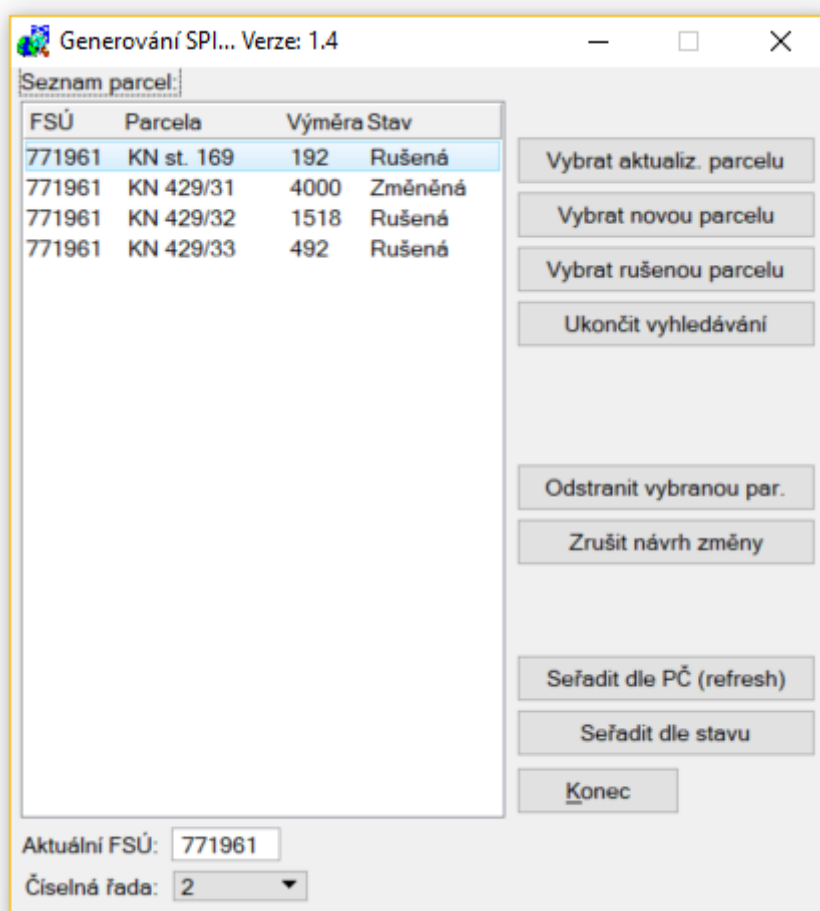 Generování SPI... Verze: 1.4
Seznam parcel:
FSÚ Parcela Výměra Stav
771961 KN st. 169 192 Rušená
771961 KN 429/31 4000 Změněná
771961 KN 429/32 1518 Rušená
771961 KN 429/33 492 Rušená
Vybrat aktualiz. parcelu
Vybrat novou parcelu
Vybrat rušenou parcelu
Ukončit vyhledávání
Odstranit vybranou par.
Zrušit návrh změny
Seřadit dle PČ (refresh)
Seřadit dle stavu
Konec
Aktuální FSÚ: 771961
Číselná řada: 2